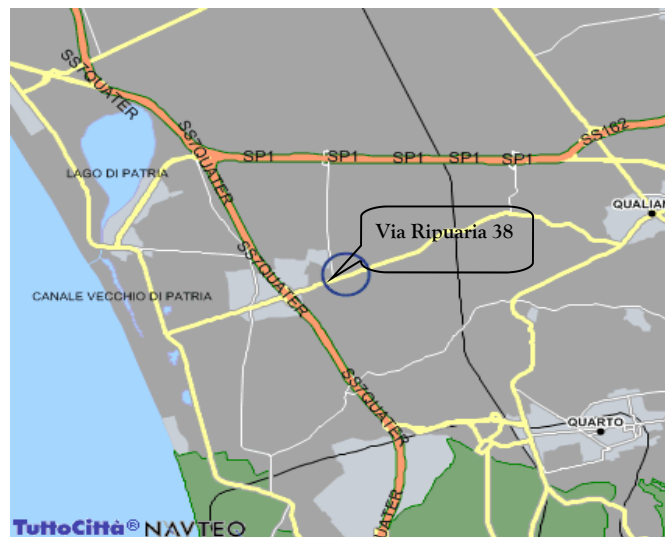 SS7QUATER
SS162
SS7QUATER
SP1
SP1
SP1
SP1
SP1
LAGO DI PATRIA
QUALIAN
Via Ripuaria 38
SS7QUATER
CANALE VECCHIO DI PATRIA
SS7QUATER
QUARTO
UATER
TuttoCittà® NAVTEQ